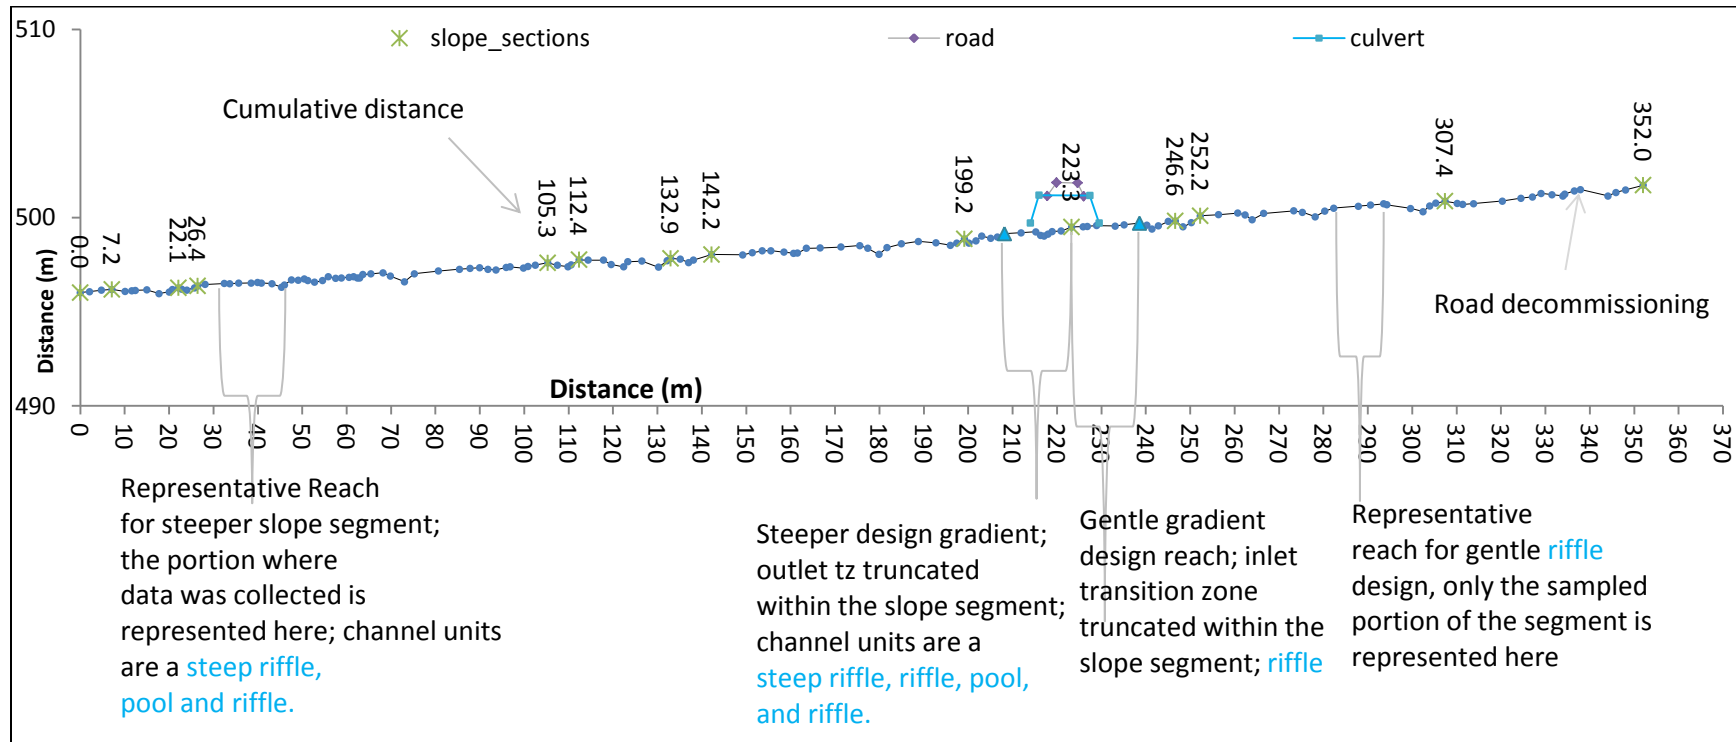 510
slope_sections
road
culvert
Cumulative distance
0.0
7.2
22.1
26.4
105.3
112.4
132.9
142.2
199.2
223.3
246.6
252.2
307.4
352.0
500
Distance (m)
Road decommissioning
490
Distance (m)
0
10
20
30
40
50
60
70
80
90
100
110
120
130
140
150
160
170
180
190
200
210
220
230
240
250
260
270
280
290
300
310
320
330
340
350
360
370
Representative Reach
for steeper slope segment;
the portion where
data was collected is
represented here; channel units
are a steep riffle,
pool and riffle.
Steeper design gradient;
outlet tz truncated
within the slope segment;
channel units are a
steep riffle, riffle, pool,
and riffle.
Gentle gradient
design reach; inlet
transition zone
truncated within the
slope segment; riffle
Representative
reach for gentle riffle
design, only the sampled
portion of the segment is
represented here